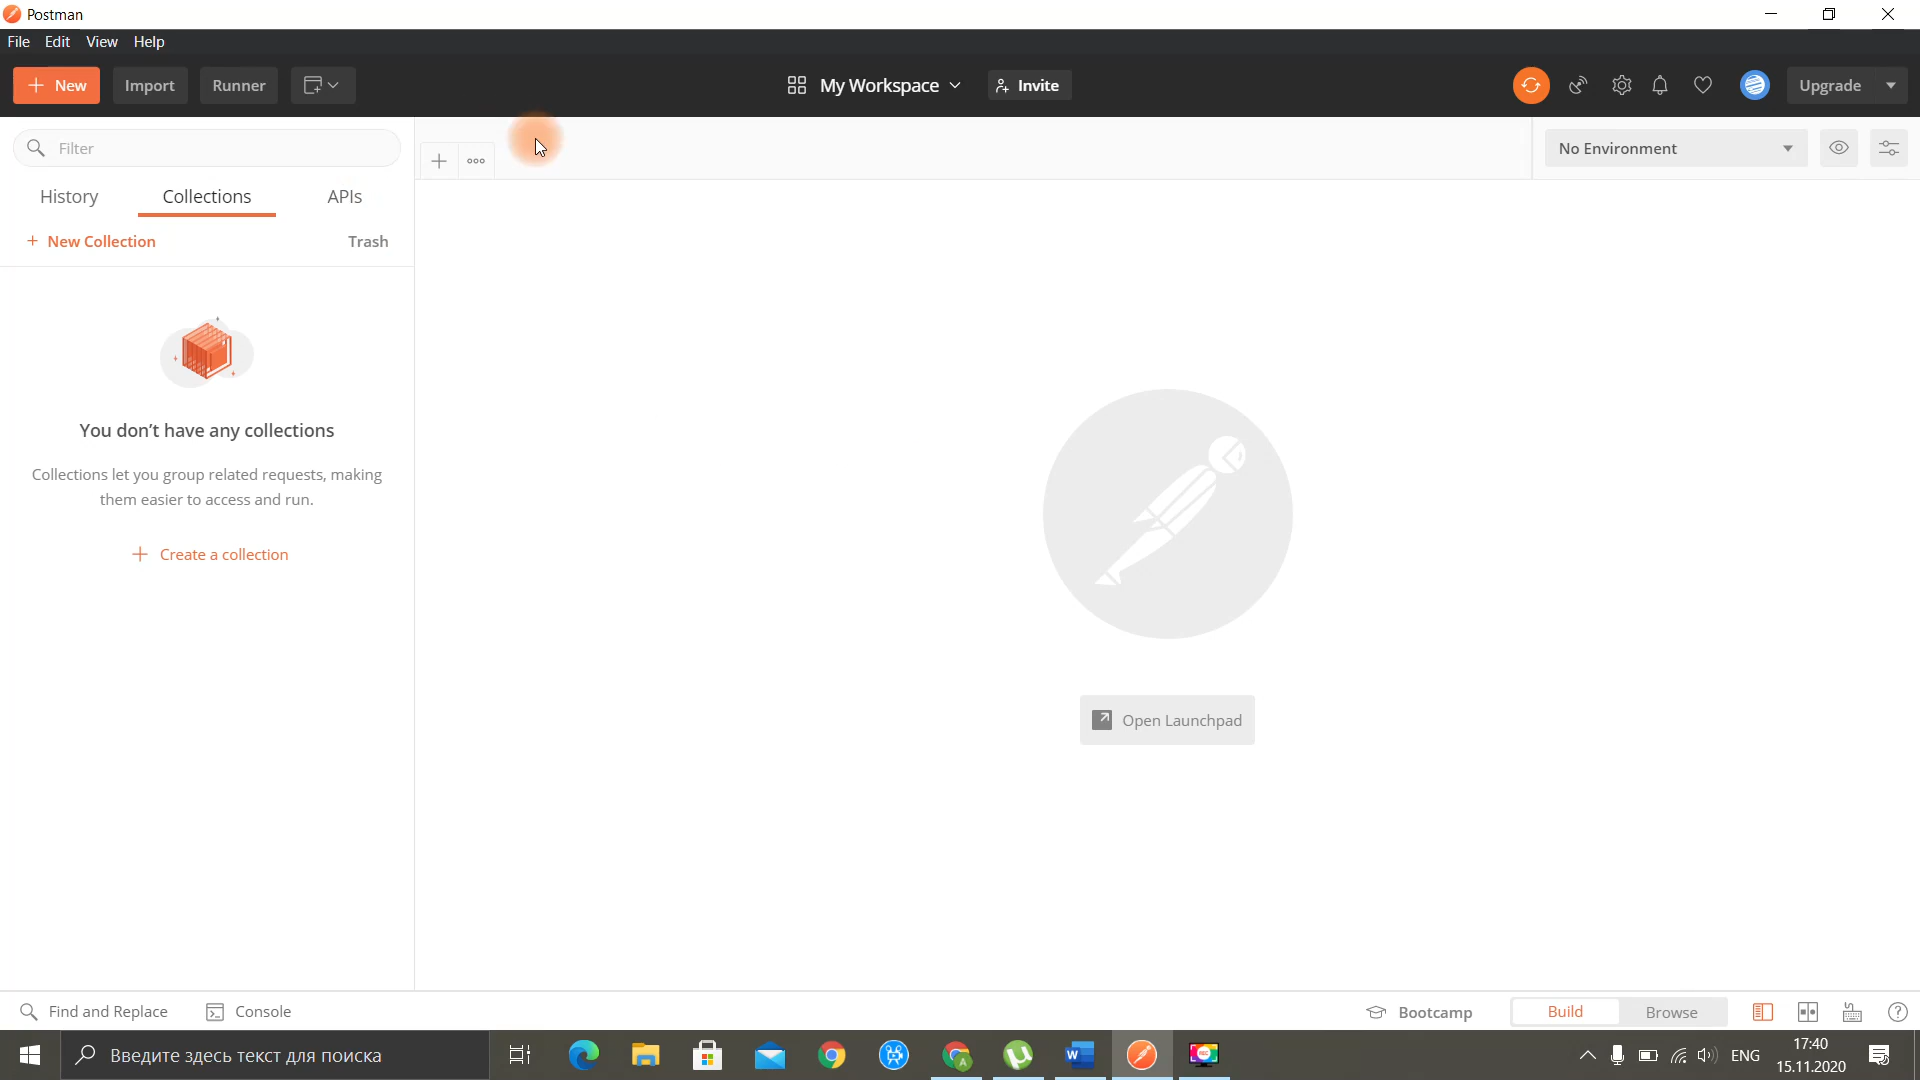 Postman
File Edit View Help
New Import Runner My Workspace Invite Upgrade
Filter
No Environment
History Collections APIs
+ New Collection Trash
You don't have any collections
Collections let you group related requests, making
them easier to access and run.
+ Create a collection
Open Launchpad
Find and Replace Console Bootcamp Build Browse
Введите здесь текст для поиска
ENG
17:40
15.11.2020